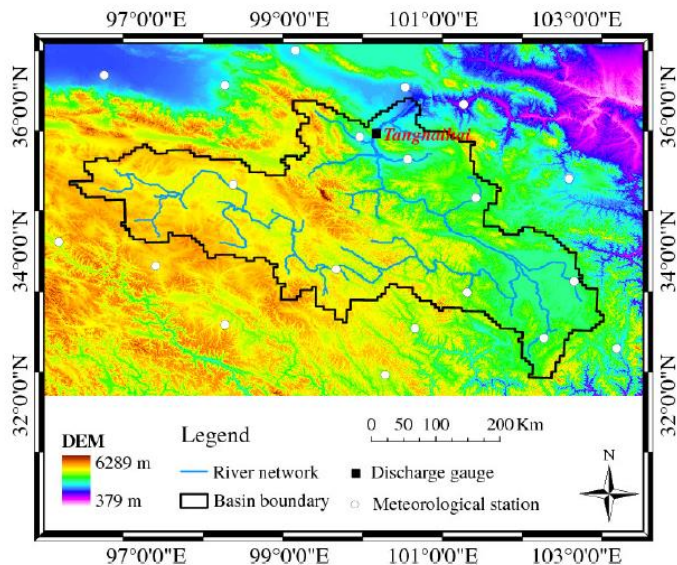 97°0'0"E 99°0'0"E 101°0'0"E 103°0'0"E
36°0'0"N 36°0'0"N
Tangnaihai
34°0'0"N 34°0'0"N
32°0'0"N 32°0'0"N
DEM
6289 m
379 m
Legend
River network
Basin boundary
0 50 100 200 Km
Discharge gauge
Meteorological station
N
97°0'0"E 99°0'0"E 101°0'0"E 103°0'0"E